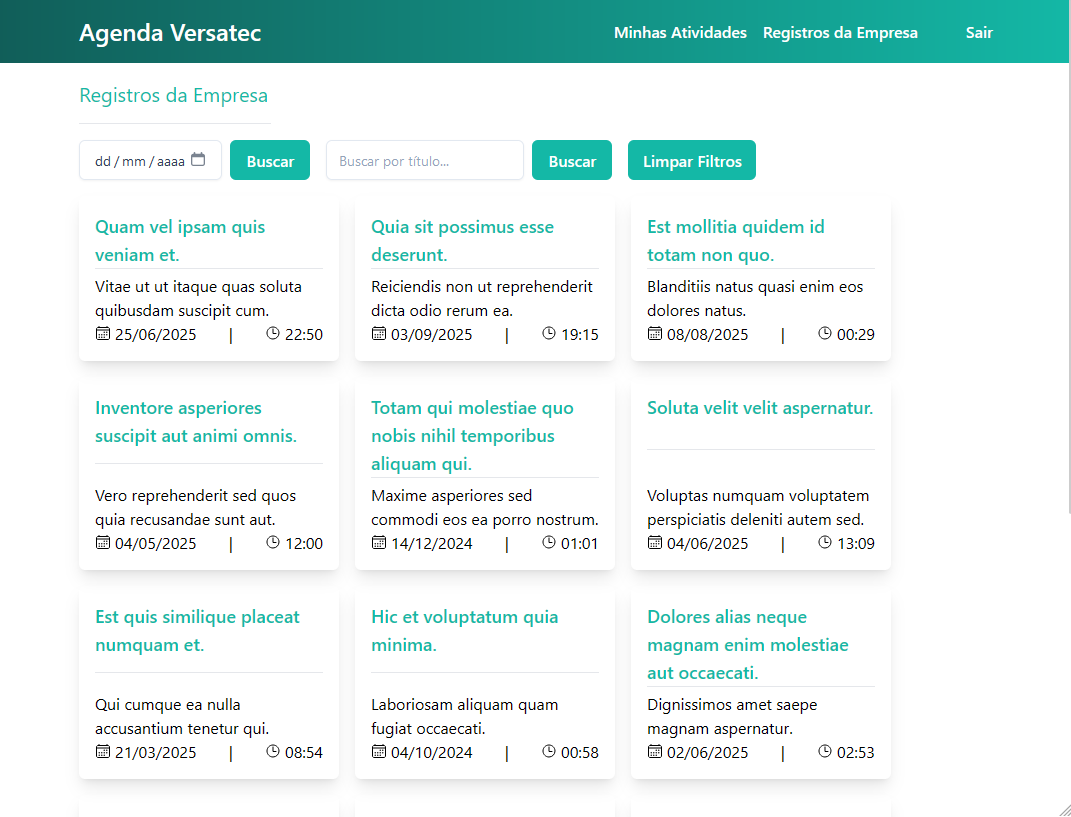 Agenda Versatec
Minhas Atividades Registros da Empresa Sair
Registros da Empresa
dd / mm / aaaa
Buscar
Buscar por título...
Buscar
Limpar Filtros
Quam vel ipsam quis
veniam et.
Vitae ut ut itaque quas soluta
quibusdam suscipit cum.
25/06/2025 | 22:50
Quia sit possimus esse
deserunt.
Reiciendis non ut reprehenderit
dicta odio rerum ea.
03/09/2025 | 19:15
Est mollitia quidem id
totam non quo.
Blanditiis natus quasi enim eos
dolores natus.
08/08/2025 | 00:29
Inventore asperiores
suscipit aut animi omnis.
Vero reprehenderit sed quos
quia recusandae sunt aut.
04/05/2025 | 12:00
Totam qui molestiae quo
nobis nihil temporibus
aliquam qui.
Maxime asperiores sed
commodi eos ea porro nostrum.
14/12/2024 | 01:01
Soluta velit velit aspernatur.
Voluptas numquam voluptatem
perspiciatis deleniti autem sed.
04/06/2025 | 13:09
Est quis similique placeat
numquam et.
Qui cumque ea nulla
accusantium tenetur qui.
21/03/2025 | 08:54
Hic et voluptatum quia
minima.
Laboriosam aliquam quam
fugiat occaecati.
04/10/2024 | 00:58
Dolores alias neque
magnam enim molestiae
aut occaecati.
Dignissimos amet saepe
magnam aspernatur.
02/06/2025 | 02:53